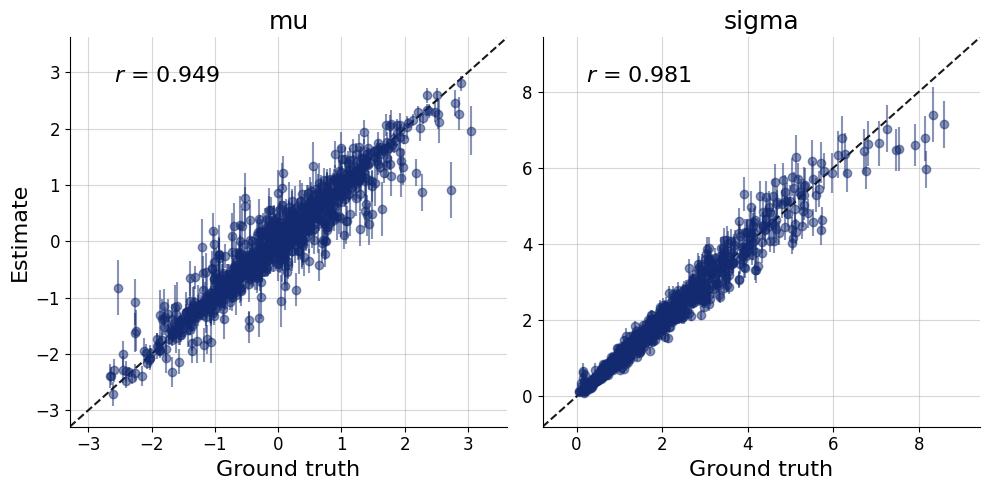 mu
r = 0.949
3
2
1
0
−1
−2
−3
Estimate
−3 −2 −1 0 1 2 3
Ground truth
sigma
r = 0.981
8
6
4
2
0
0 2 4 6 8
Ground truth